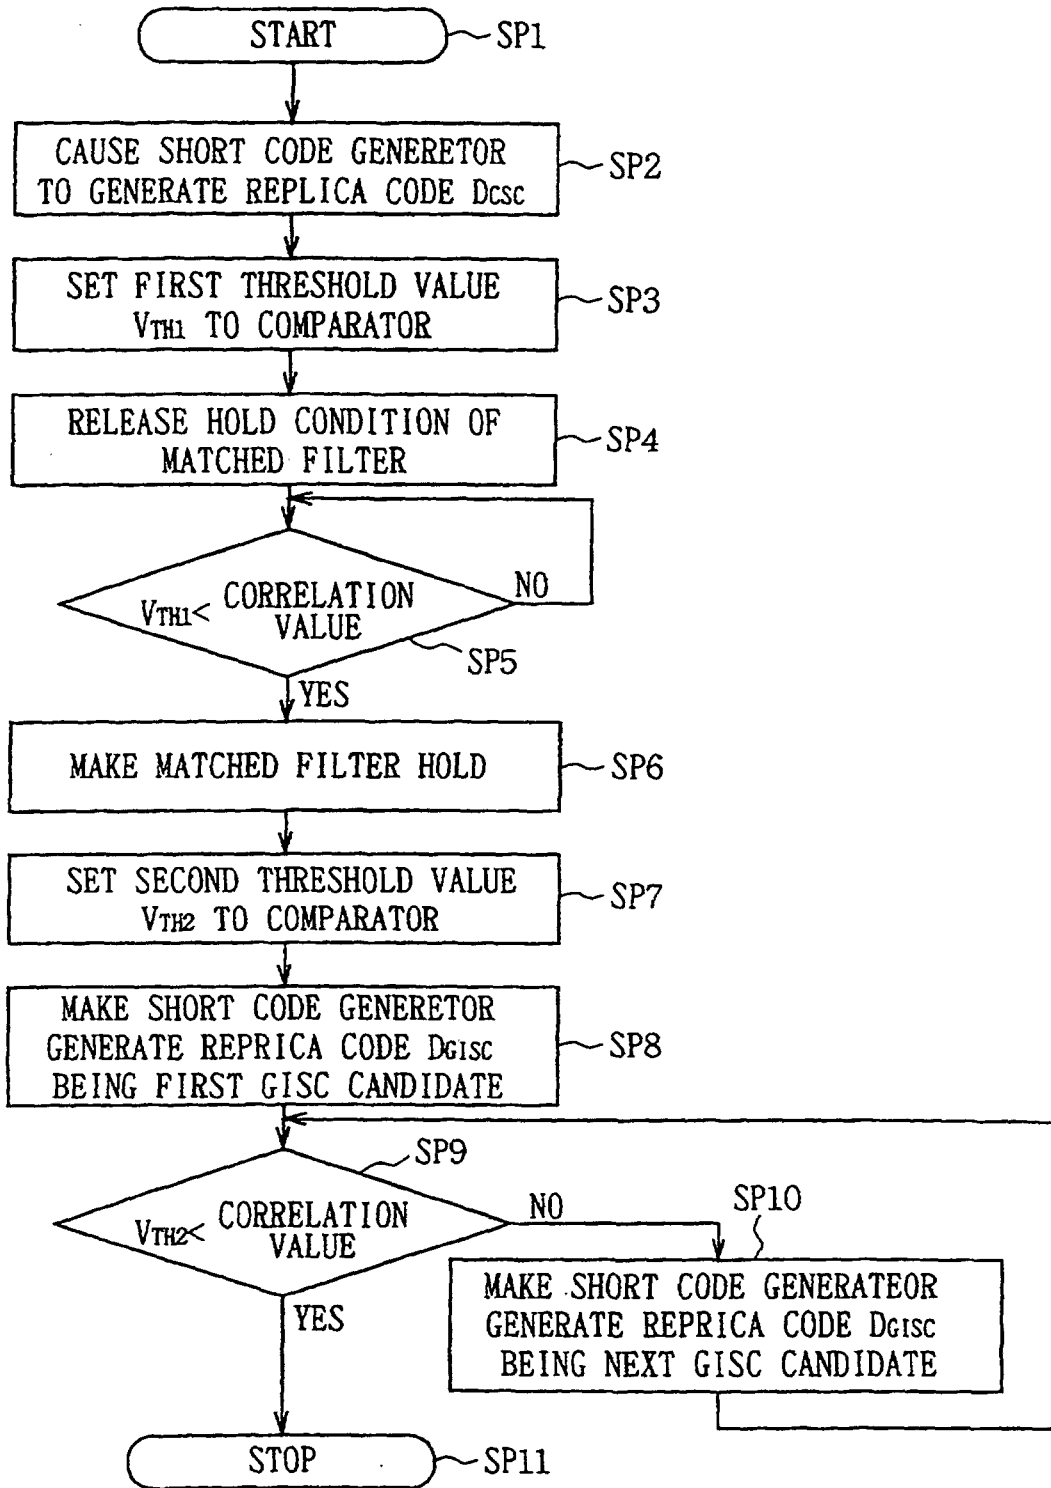 START
SP1
CAUSE SHORT CODE GENERETOR
TO GENERATE REPLICA CODE DCSC
SP2
SET FIRST THRESHOLD VALUE
VTH1 TO COMPARATOR
SP3
RELEASE HOLD CONDITION OF
MATCHED FILTER
SP4
VTH1< CORRELATION
VALUE
NO
SP5
YES
MAKE MATCHED FILTER HOLD
SP6
SET SECOND THRESHOLD VALUE
VTH2 TO COMPARATOR
SP7
MAKE SHORT CODE GENERETOR
GENERATE REPRICA CODE DGISC
BEING FIRST GISC CANDIDATE
SP8
SP9
VTH2< CORRELATION
VALUE
NO
YES
SP10
MAKE SHORT CODE GENERATEOR
GENERATE REPRICA CODE DGISC
BEING NEXT GISC CANDIDATE
STOP
SP11